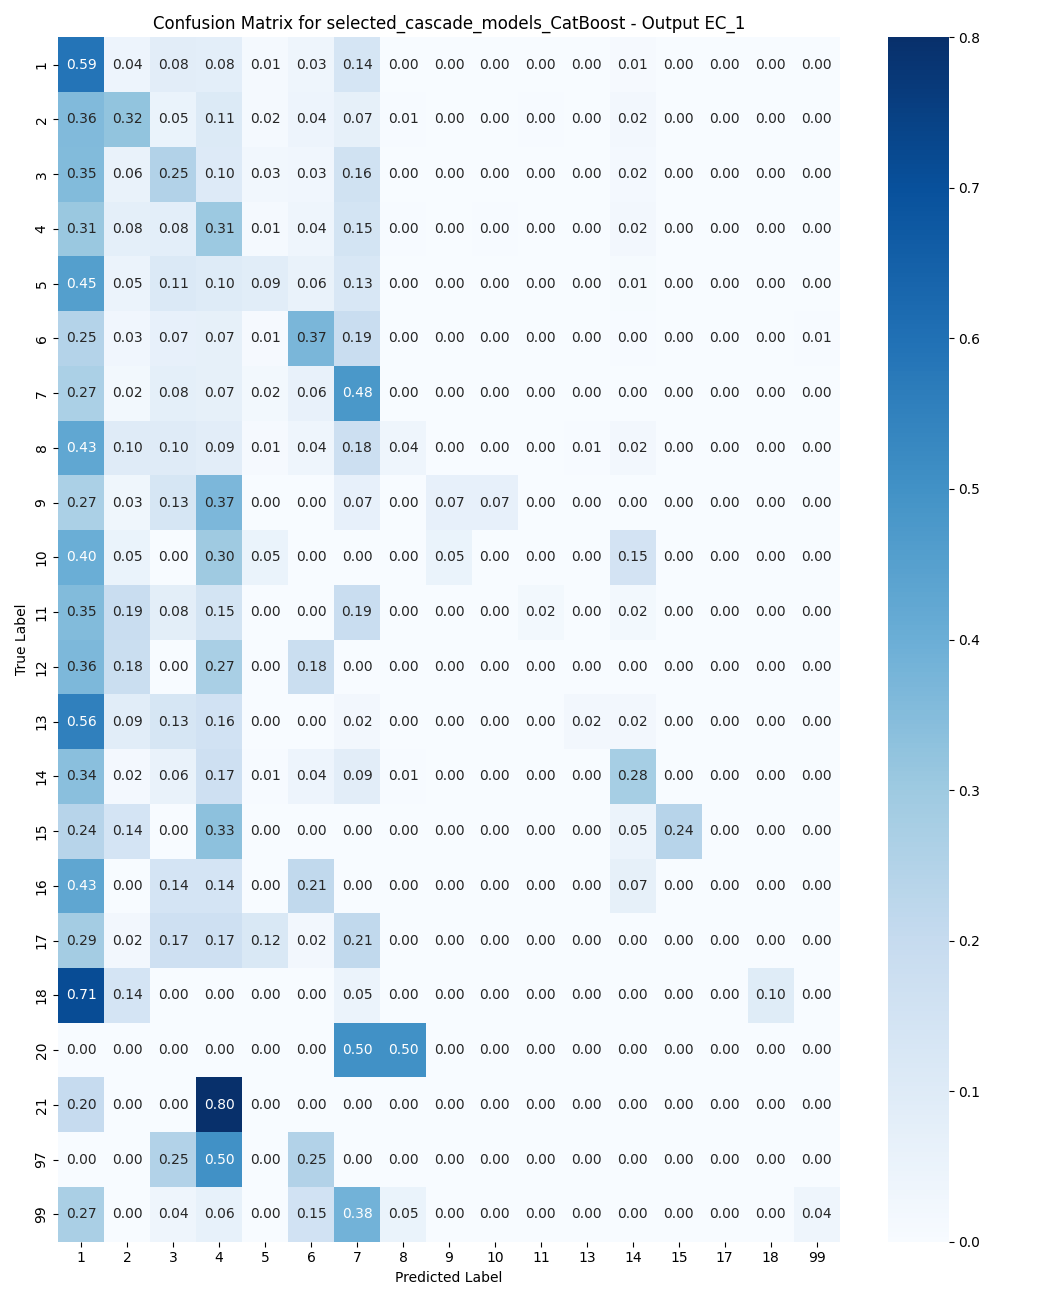 Confusion Matrix for selected_cascade_models_CatBoost - Output EC_1
1 0.59 0.04 0.08 0.08 0.01 0.03 0.14 0.00 0.00 0.00 0.00 0.00 0.01 0.00 0.00 0.00 0.00
2 0.36 0.32 0.05 0.11 0.02 0.04 0.07 0.01 0.00 0.00 0.00 0.00 0.02 0.00 0.00 0.00 0.00
3 0.35 0.06 0.25 0.10 0.03 0.03 0.16 0.00 0.00 0.00 0.00 0.00 0.02 0.00 0.00 0.00 0.00
4 0.31 0.08 0.08 0.31 0.01 0.04 0.15 0.00 0.00 0.00 0.00 0.00 0.02 0.00 0.00 0.00 0.00
5 0.45 0.05 0.11 0.10 0.09 0.06 0.13 0.00 0.00 0.00 0.00 0.00 0.01 0.00 0.00 0.00 0.00
6 0.25 0.03 0.07 0.07 0.01 0.37 0.19 0.00 0.00 0.00 0.00 0.00 0.00 0.00 0.00 0.00 0.01
7 0.27 0.02 0.08 0.07 0.02 0.06 0.48 0.00 0.00 0.00 0.00 0.00 0.00 0.00 0.00 0.00 0.00
8 0.43 0.10 0.10 0.09 0.01 0.04 0.18 0.04 0.00 0.00 0.00 0.01 0.02 0.00 0.00 0.00 0.00
9 0.27 0.03 0.13 0.37 0.00 0.00 0.07 0.00 0.07 0.07 0.00 0.00 0.00 0.00 0.00 0.00 0.00
10 0.40 0.05 0.00 0.30 0.05 0.00 0.00 0.00 0.05 0.00 0.00 0.00 0.15 0.00 0.00 0.00 0.00
11 0.35 0.19 0.08 0.15 0.00 0.00 0.19 0.00 0.00 0.00 0.02 0.00 0.02 0.00 0.00 0.00 0.00
12 0.36 0.18 0.00 0.27 0.00 0.18 0.00 0.00 0.00 0.00 0.00 0.00 0.00 0.00 0.00 0.00 0.00
13 0.56 0.09 0.13 0.16 0.00 0.00 0.02 0.00 0.00 0.00 0.00 0.02 0.02 0.00 0.00 0.00 0.00
14 0.34 0.02 0.06 0.17 0.01 0.04 0.09 0.01 0.00 0.00 0.00 0.00 0.28 0.00 0.00 0.00 0.00
15 0.24 0.14 0.00 0.33 0.00 0.00 0.00 0.00 0.00 0.00 0.00 0.00 0.05 0.24 0.00 0.00 0.00
16 0.43 0.00 0.14 0.14 0.00 0.21 0.00 0.00 0.00 0.00 0.00 0.00 0.07 0.00 0.00 0.00 0.00
17 0.29 0.02 0.17 0.17 0.12 0.02 0.21 0.00 0.00 0.00 0.00 0.00 0.00 0.00 0.00 0.00 0.00
18 0.71 0.14 0.00 0.00 0.00 0.00 0.05 0.00 0.00 0.00 0.00 0.00 0.00 0.00 0.00 0.10 0.00
20 0.00 0.00 0.00 0.00 0.00 0.00 0.50 0.50 0.00 0.00 0.00 0.00 0.00 0.00 0.00 0.00 0.00
21 0.20 0.00 0.00 0.80 0.00 0.00 0.00 0.00 0.00 0.00 0.00 0.00 0.00 0.00 0.00 0.00 0.00
97 0.00 0.00 0.25 0.50 0.00 0.25 0.00 0.00 0.00 0.00 0.00 0.00 0.00 0.00 0.00 0.00 0.00
99 0.27 0.00 0.04 0.06 0.00 0.15 0.38 0.05 0.00 0.00 0.00 0.00 0.00 0.00 0.00 0.00 0.04
1 2 3 4 5 6 7 8 9 10 11 13 14 15 17 18 99
Predicted Label
True Label
0.8
0.7
0.6
0.5
0.4
0.3
0.2
0.1
0.0